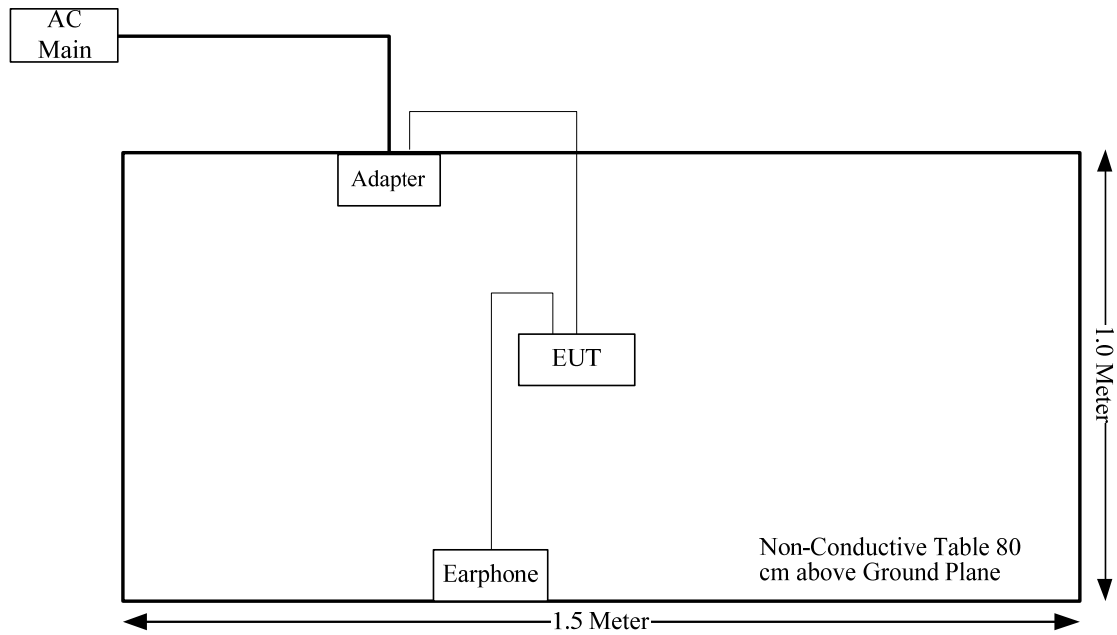 AC
Main
Adapter
EUT
1.0 Meter
Earphone
Non-Conductive Table 80
cm above Ground Plane
1.5 Meter